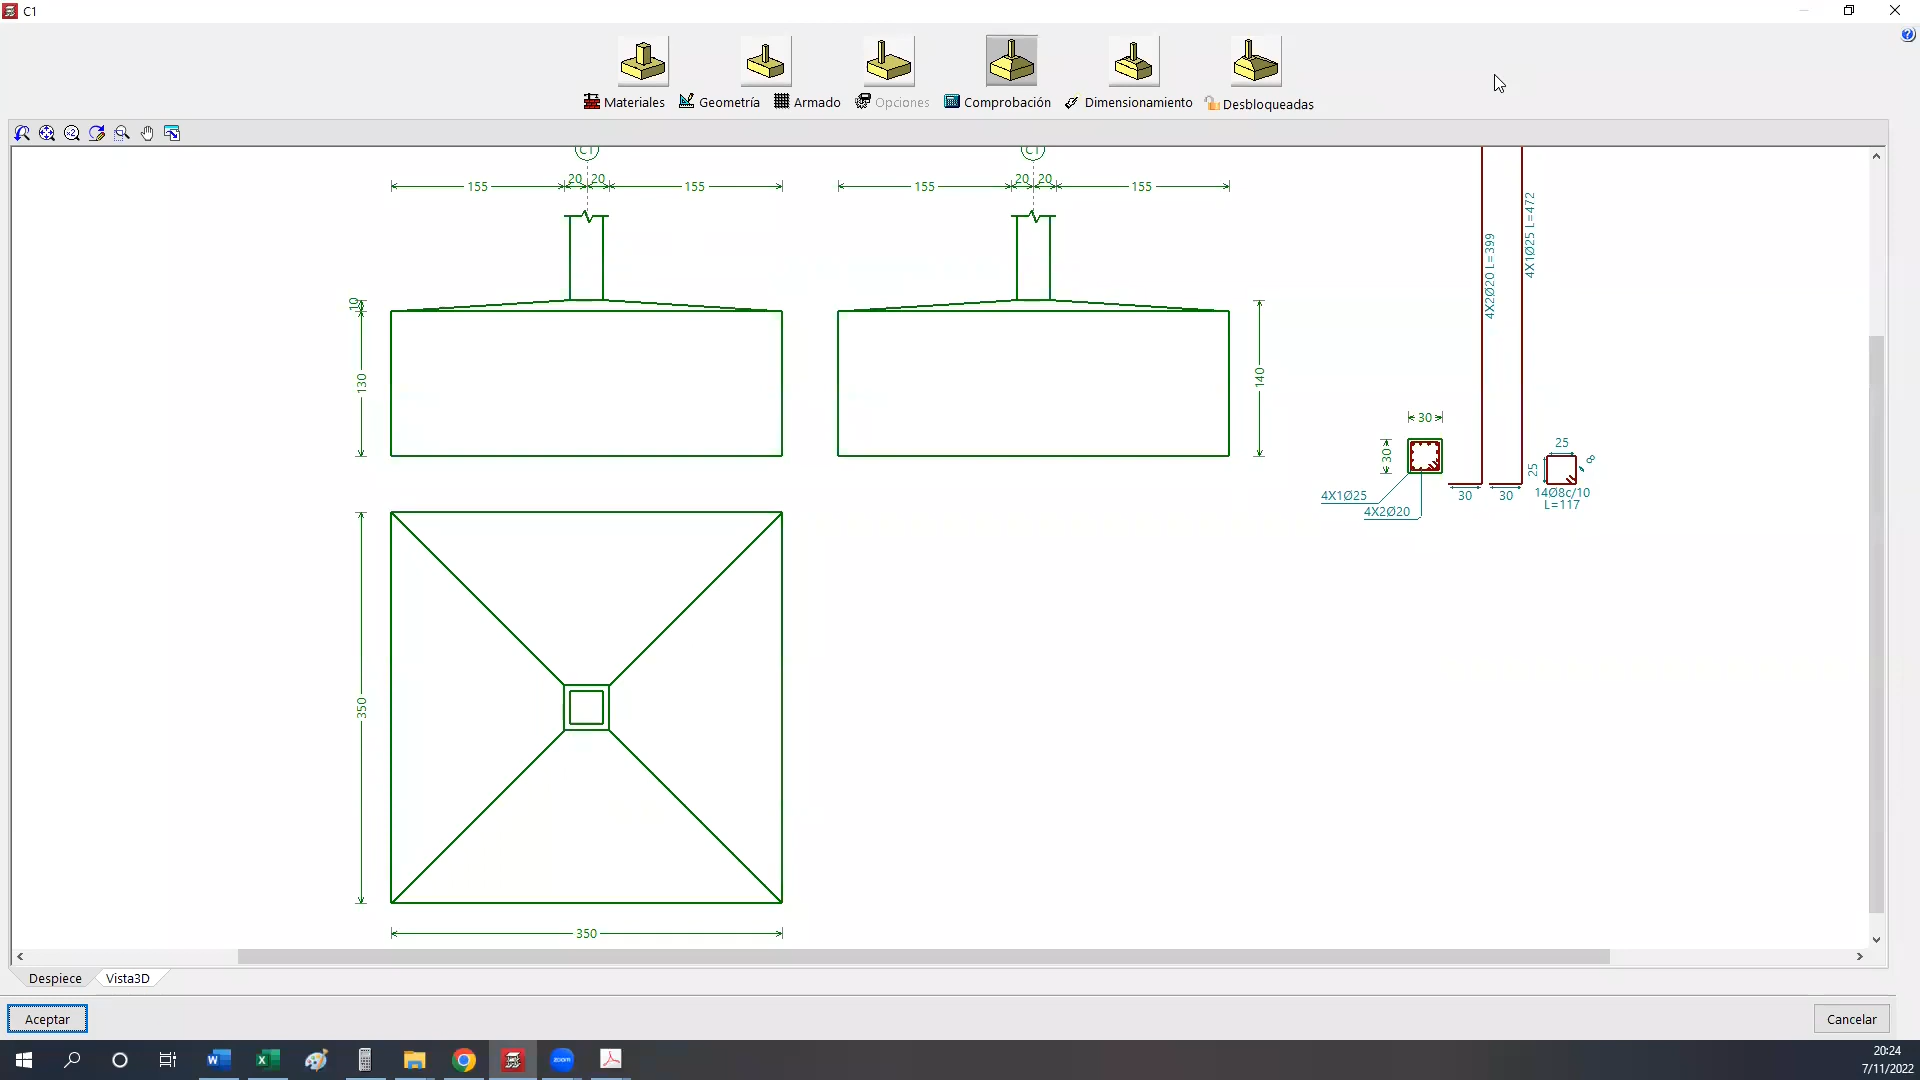 C1
Materiales Geometría Armado Opciones Comprobación Dimensionamiento Desbloqueadas
C1 C1
155 20 20 155 155 20 20 155
10
130
140
4X2Ø20 L=399
4X1Ø25 L=472
30
30
4X1Ø25
4X2Ø20
30 30
25
25
8
14Ø8c/10
L=117
350
350
Despiece Vista3D
Aceptar Cancelar
zoom
20:24
7/11/2022